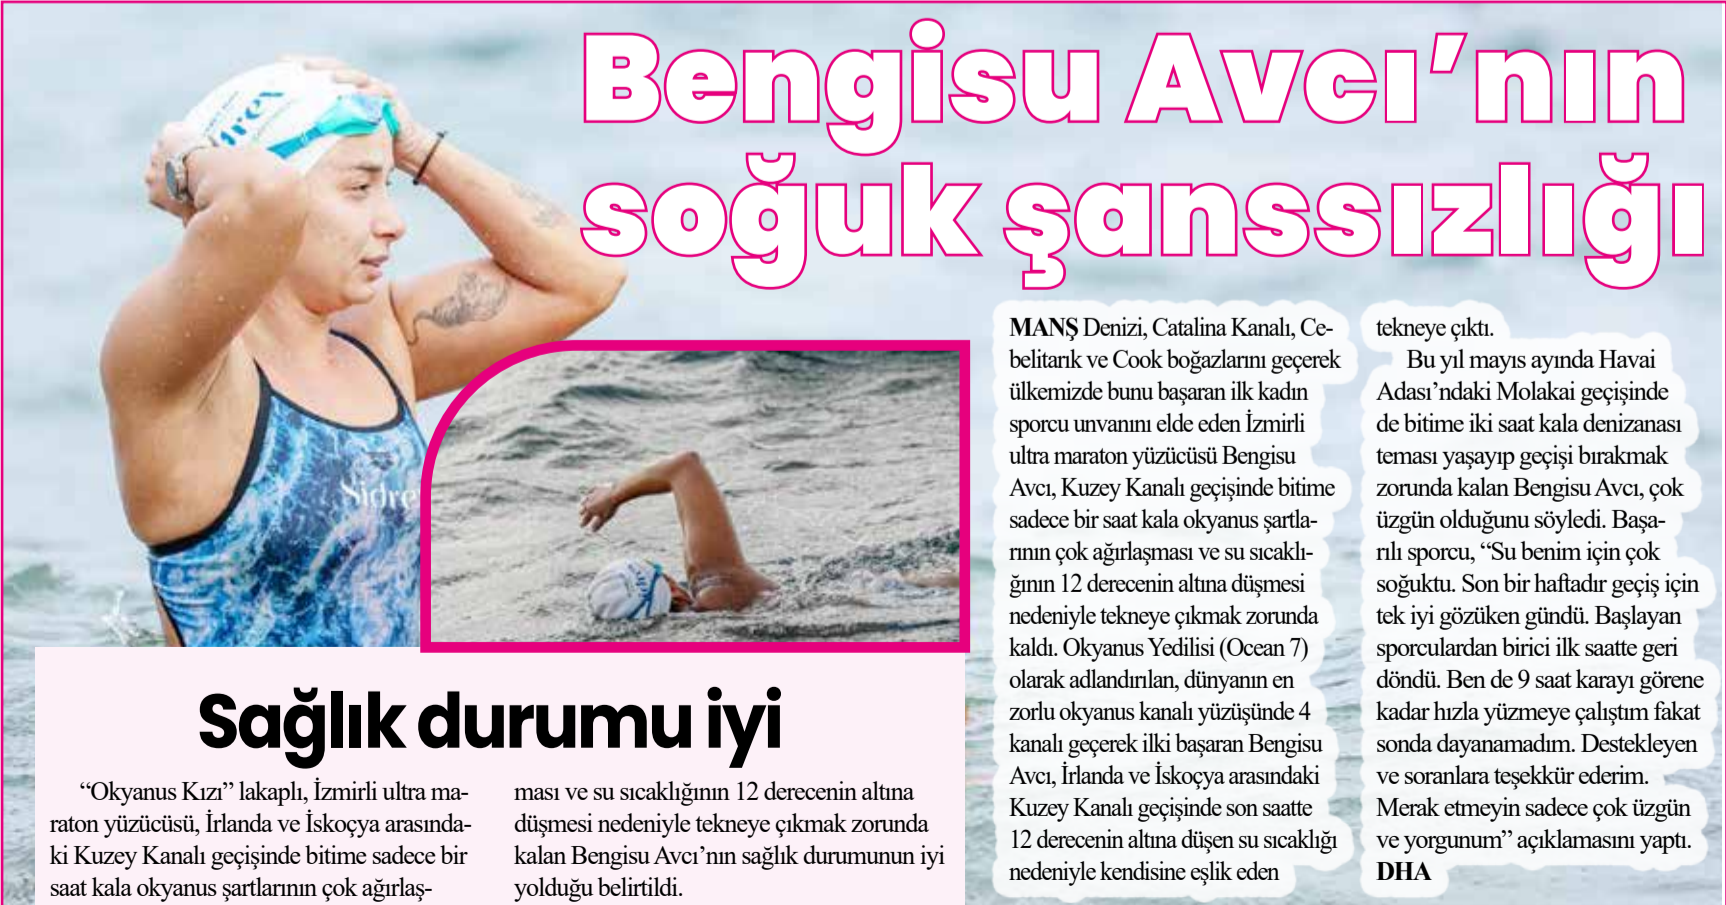 Bengisu Avcı’nın
soğuk şanssızlığı
Sidrex
MANŞ Denizi, Catalina Kanalı, Ce-
belitarık ve Cook boğazlarını geçerek
ülkemizde bunu başaran ilk kadın
sporcu unvanını elde eden İzmirli
ultra maraton yüzücüsü Bengisu
Avcı, Kuzey Kanalı geçişinde bitime
sadece bir saat kala okyanus şartla-
rının çok ağırlaşması ve su sıcaklı-
ğının 12 derecenin altına düşmesi
nedeniyle tekneye çıkmak zorunda
kaldı. Okyanus Yedilisi (Ocean 7)
olarak adlandırılan, dünyanın en
zorlu okyanus kanalı yüzüşünde 4
kanalı geçerek ilki başaran Bengisu
Avcı, İrlanda ve İskoçya arasındaki
Kuzey Kanalı geçişinde son saatte
12 derecenin altına düşen su sıcaklığı
nedeniyle kendisine eşlik eden
tekneye çıktı.
Bu yıl mayıs ayında Havai
Adası’ndaki Molakai geçişinde
de bitime iki saat kala denizanası
teması yaşayıp geçişi bırakmak
zorunda kalan Bengisu Avcı, çok
üzgün olduğunu söyledi. Başa-
rılı sporcu, “Su benim için çok
soğuktu. Son bir haftadır geçiş için
tek iyi gözüken gündü. Başlayan
sporculardan birici ilk saatte geri
döndü. Ben de 9 saat karayı görene
kadar hızla yüzmeye çalıştım fakat
sonda dayanamadım. Destekleyen
ve soranlara teşekkür ederim.
Merak etmeyin sadece çok üzgün
ve yorgunum” açıklamasını yaptı.
DHA
Sağlık durumu iyi
“Okyanus Kızı” lakaplı, İzmirli ultra ma-
raton yüzücüsü, İrlanda ve İskoçya arasında-
ki Kuzey Kanalı geçişinde bitime sadece bir
saat kala okyanus şartlarının çok ağırlaş-
ması ve su sıcaklığının 12 derecenin altına
düşmesi nedeniyle tekneye çıkmak zorunda
kalan Bengisu Avcı’nın sağlık durumunun iyi
yolduğu belirtildi.